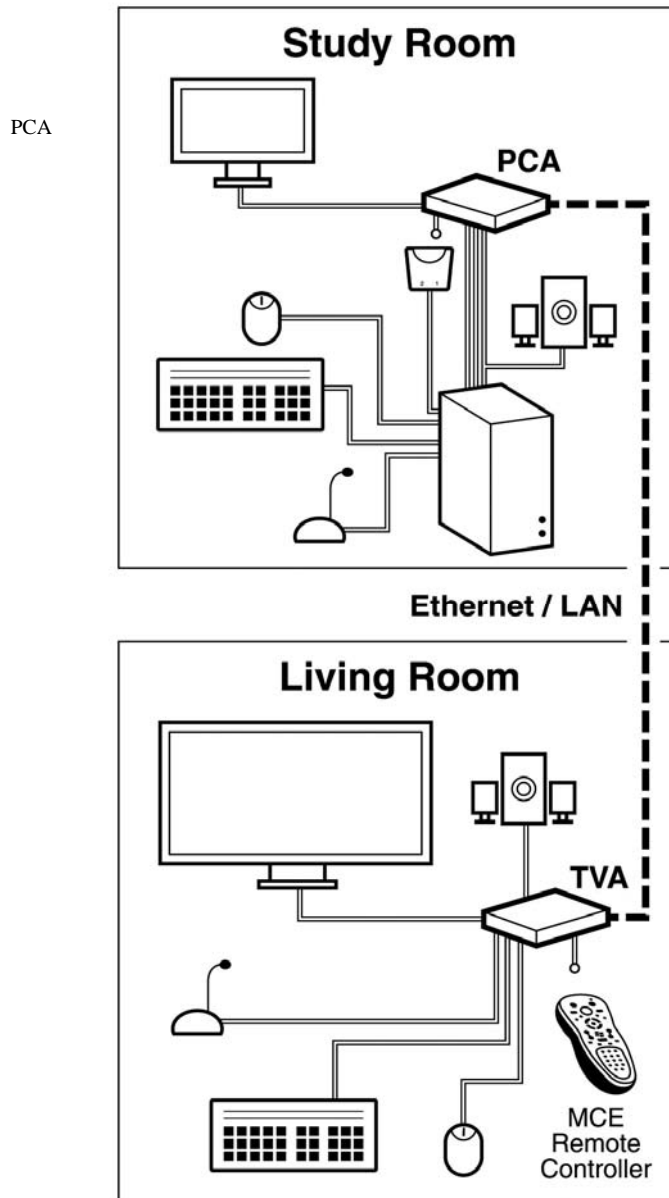 Study Room
PCA
PCA
2 1
Ethernet / LAN
Living Room
TVA
MCE
Remote
Controller